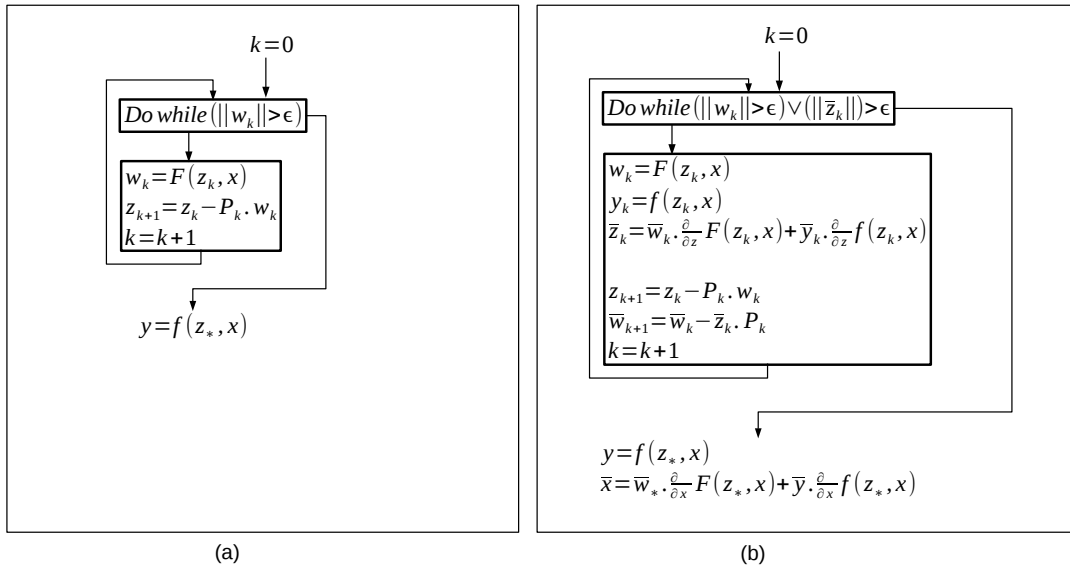 k=0
Do while(||w_k||>ϵ)
w_k=F(z_k,x)
z_{k+1}=z_k−P_k.w_k
k=k+1
y=f(z_*,x)
(a)
k=0
Do while(||w_k||>ϵ)∨(||z̅_k||)>ϵ
w_k=F(z_k,x)
y_k=f(z_k,x)
z̅_k=w̅_k.∂/∂z F(z_k,x)+y̅_k.∂/∂z f(z_k,x)
z_{k+1}=z_k−P_k.w_k
w̅_{k+1}=w̅_k−z̅_k.P_k
k=k+1
y=f(z_*,x)
x̅=w̅_*.∂/∂x F(z_*,x)+y̅.∂/∂x f(z_*,x)
(b)